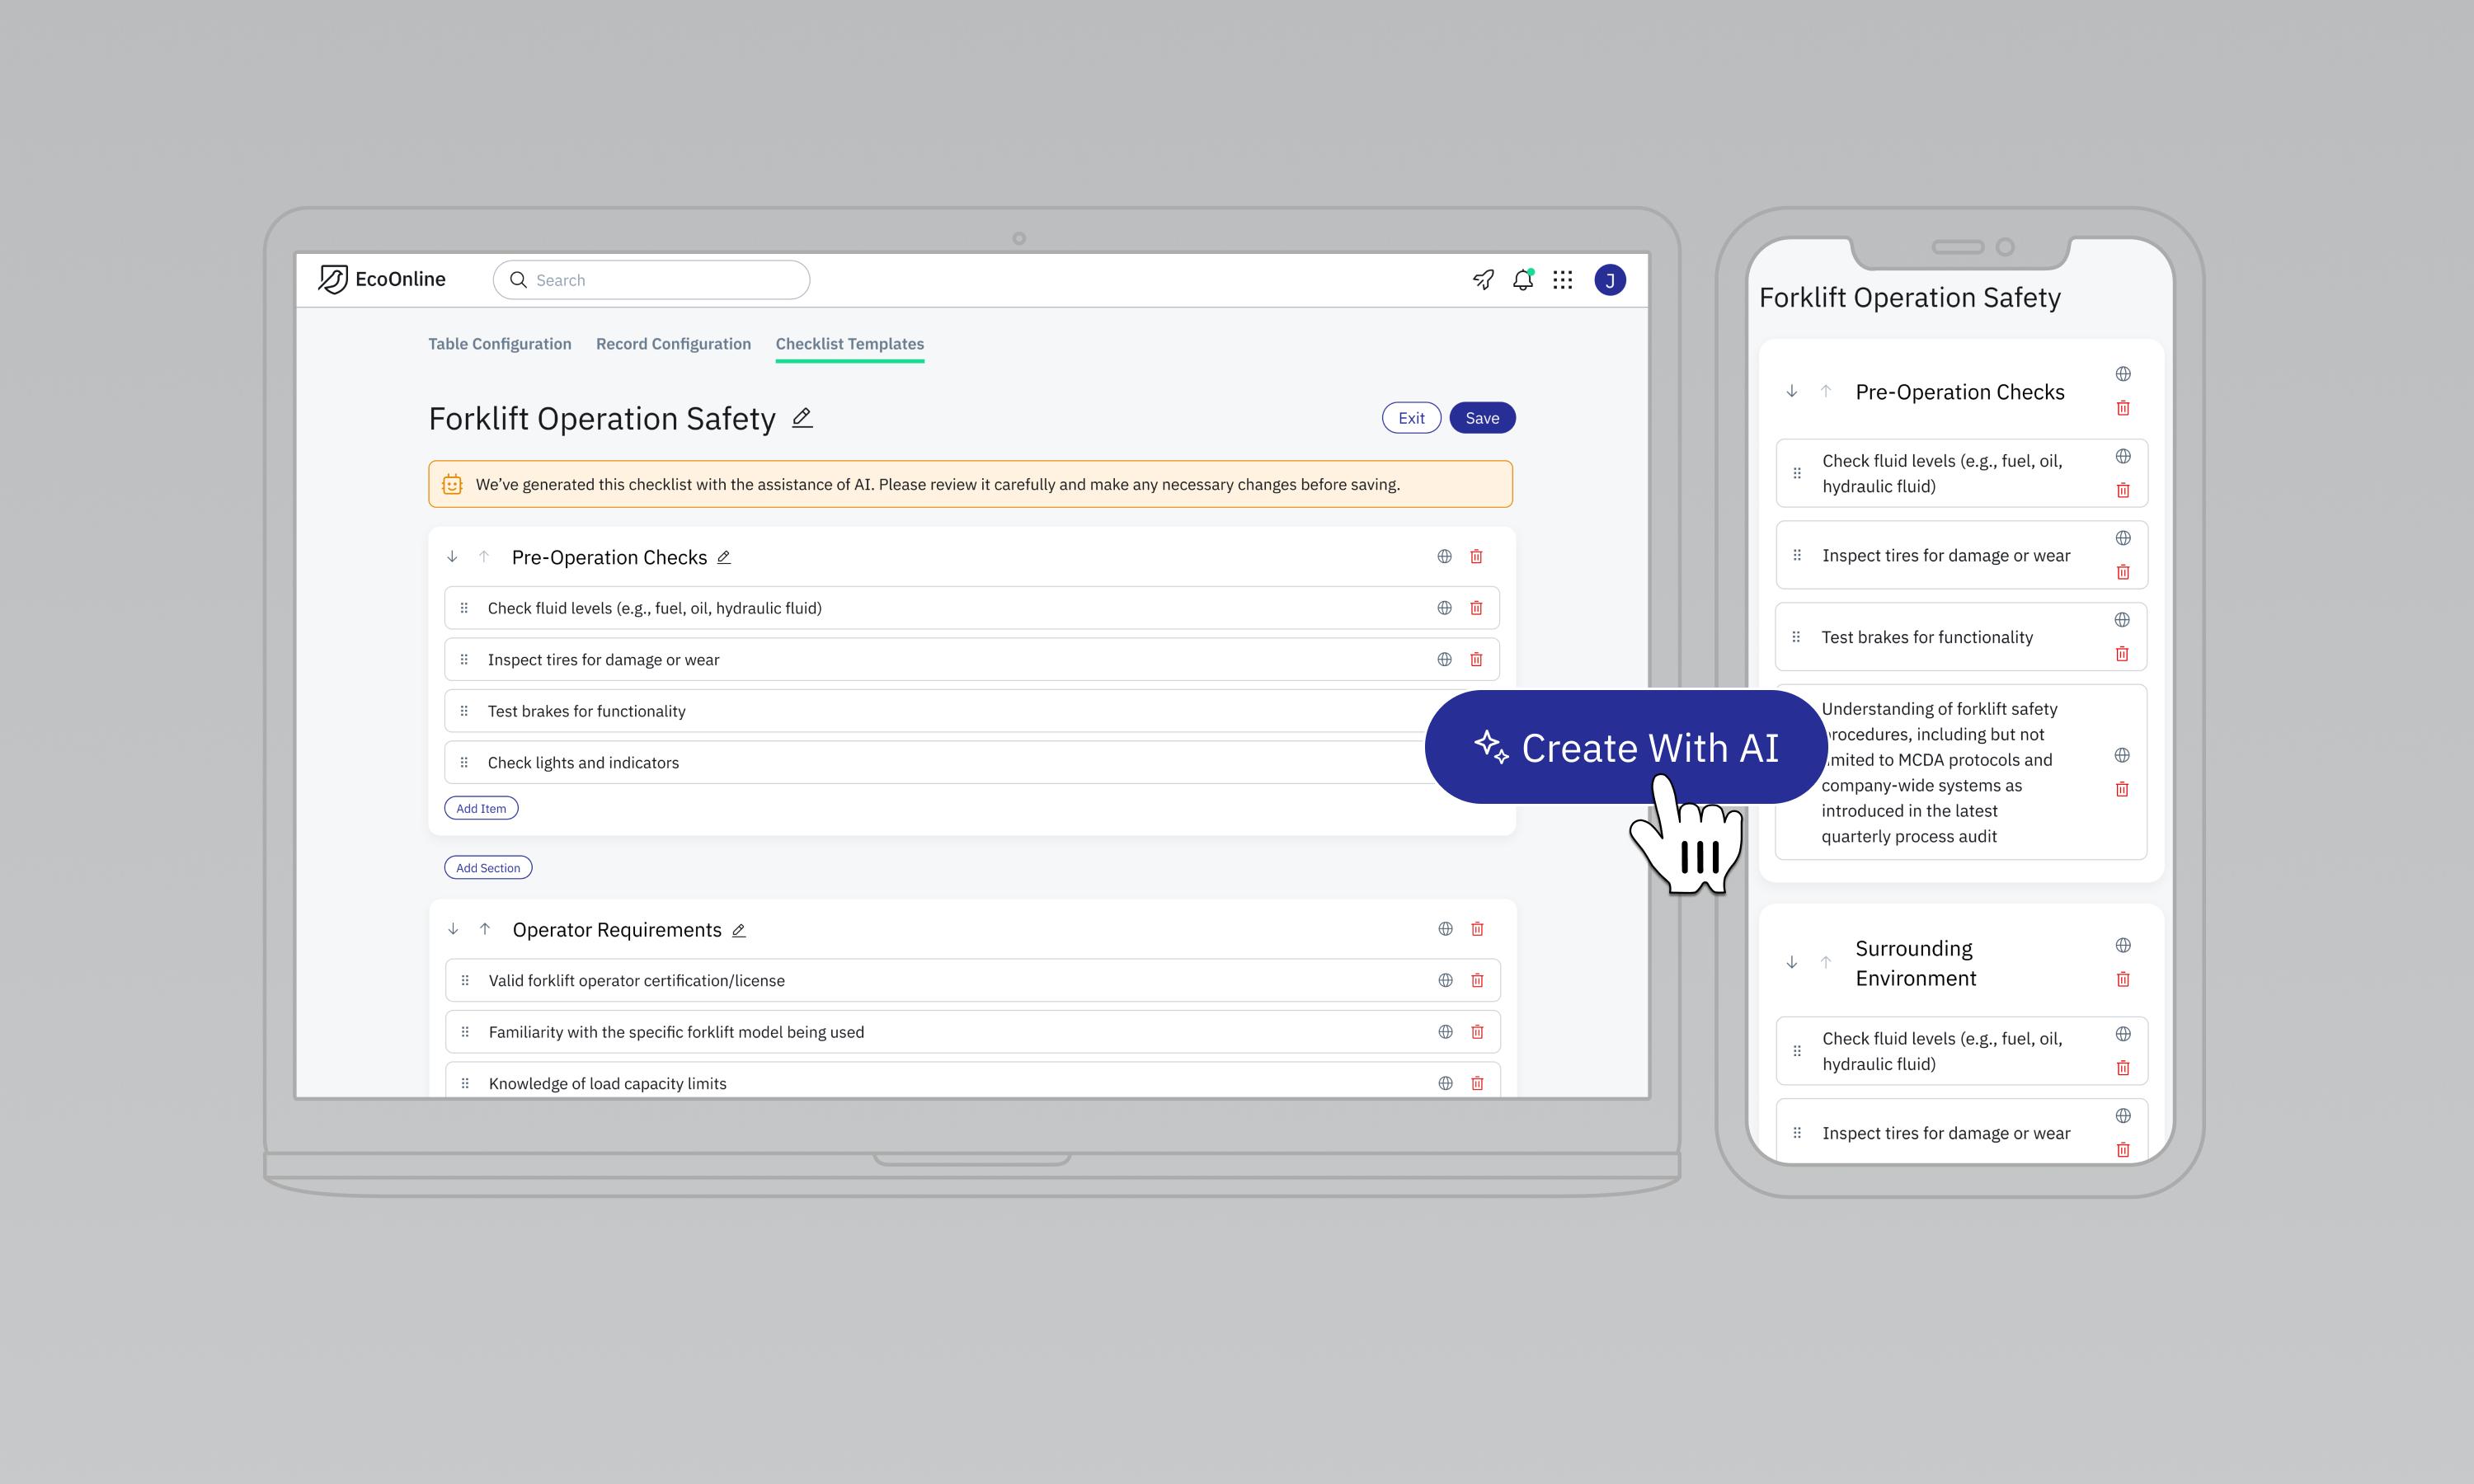 EcoOnline
Search
J
Table Configuration
Record Configuration
Checklist Templates
Forklift Operation Safety
Exit
Save
We’ve generated this checklist with the assistance of AI. Please review it carefully and make any necessary changes before saving.
Pre-Operation Checks
Check fluid levels (e.g., fuel, oil, hydraulic fluid)
Inspect tires for damage or wear
Test brakes for functionality
Check lights and indicators
Add Item
Add Section
Operator Requirements
Valid forklift operator certification/license
Familiarity with the specific forklift model being used
Knowledge of load capacity limits
Create With AI
Forklift Operation Safety
Pre-Operation Checks
Check fluid levels (e.g., fuel, oil,
hydraulic fluid)
Inspect tires for damage or wear
Test brakes for functionality
Understanding of forklift safety
procedures, including but not
limited to MCDA protocols and
company-wide systems as
introduced in the latest
quarterly process audit
Surrounding
Environment
Check fluid levels (e.g., fuel, oil,
hydraulic fluid)
Inspect tires for damage or wear